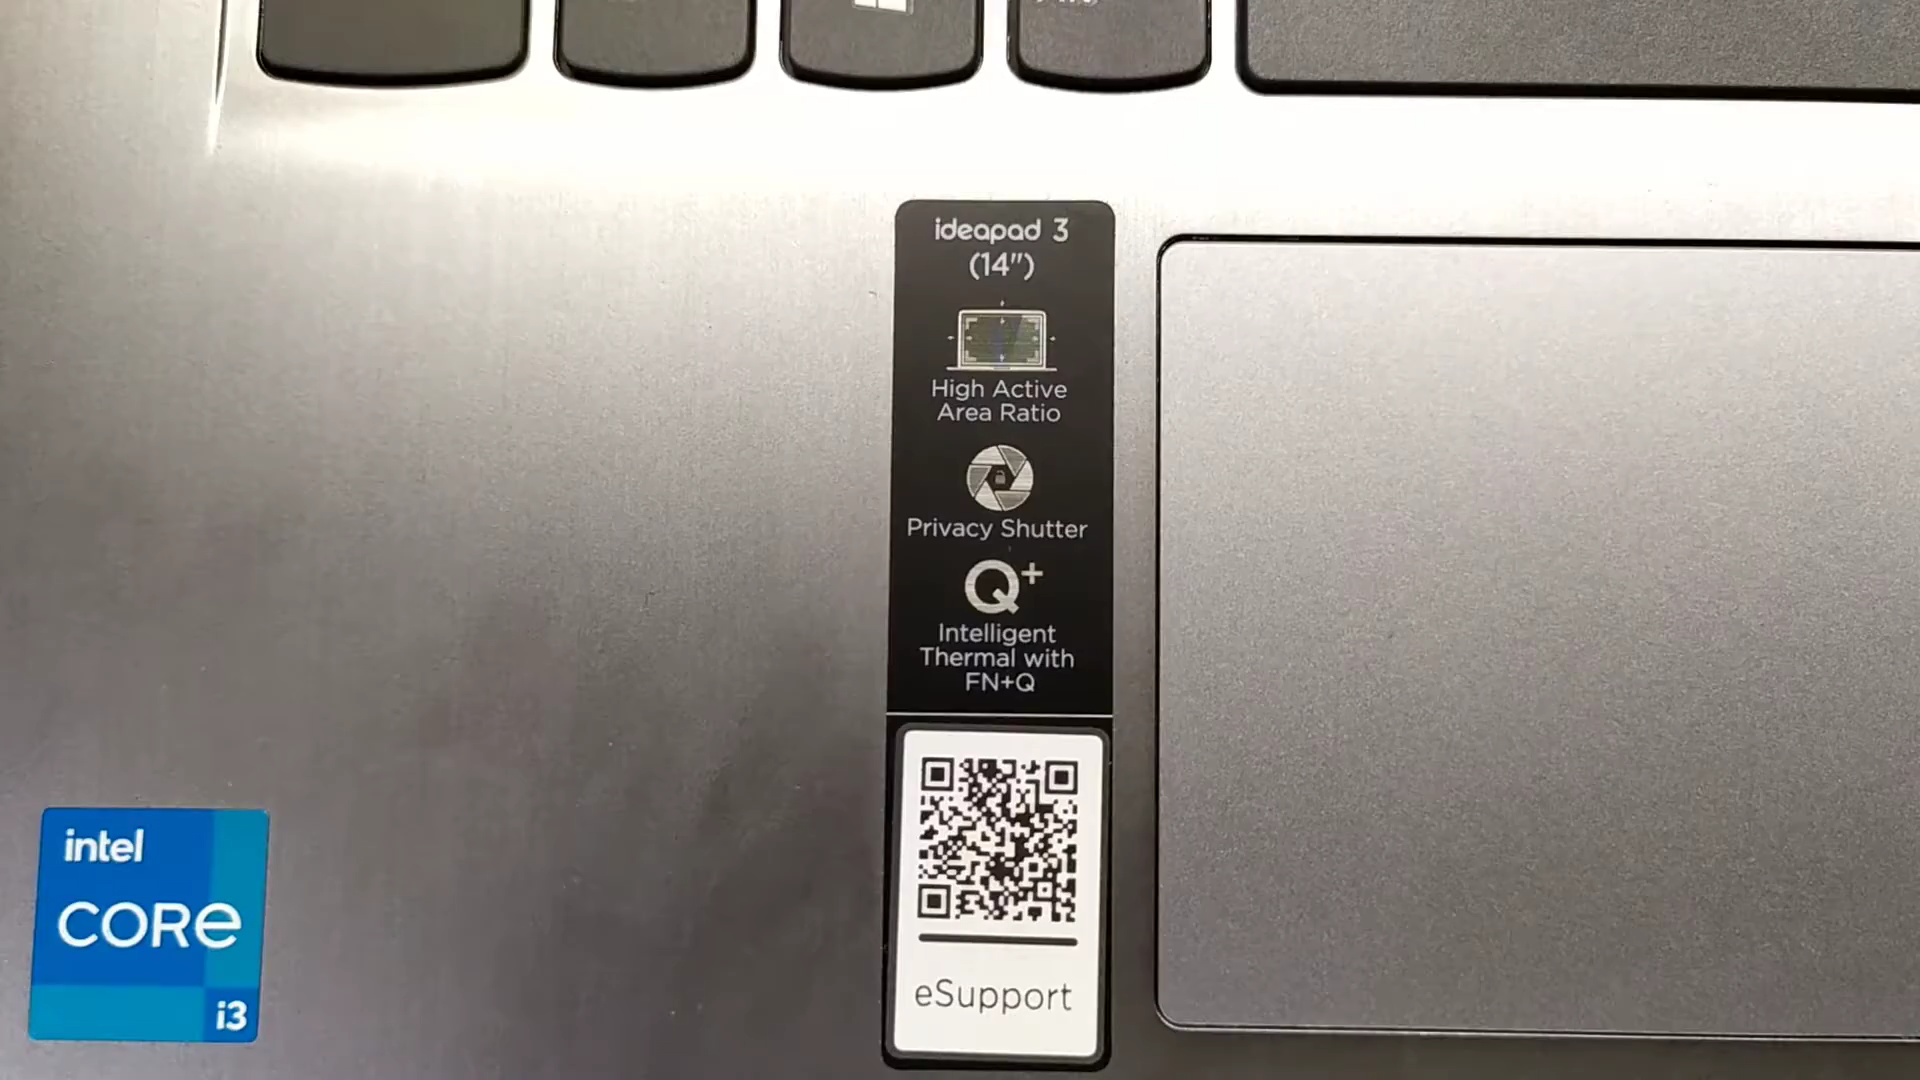 ideapad 3
(14")
High Active
Area Ratio
Privacy Shutter
Q+
Intelligent
Thermal with
FN+Q
eSupport
intel
CORE
i3